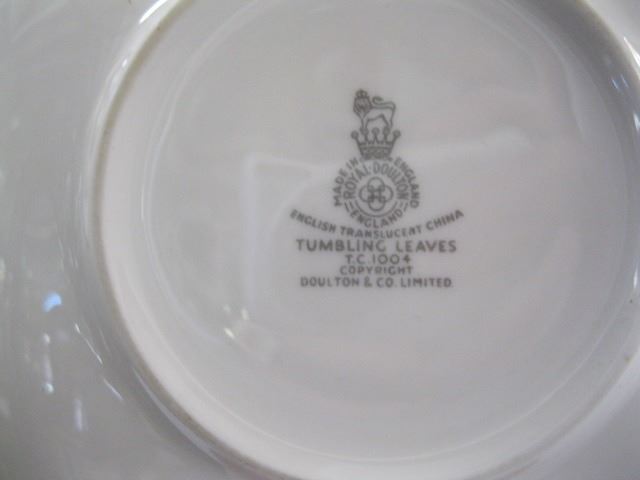 MADE IN ENGLAND
ROYAL DOULTON
ENGLAND
ENGLISH TRANSLUCENT CHINA
TUMBLING LEAVES
T.C.1004
COPYRIGHT
DOULTON & CO. LIMITED